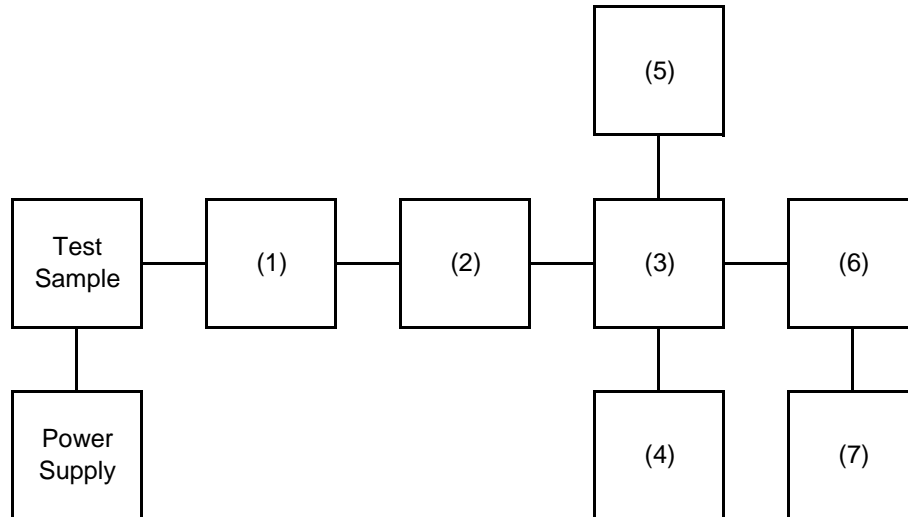 (5)
Test
Sample
(1)
(2)
(3)
(6)
Power
Supply
(4)
(7)